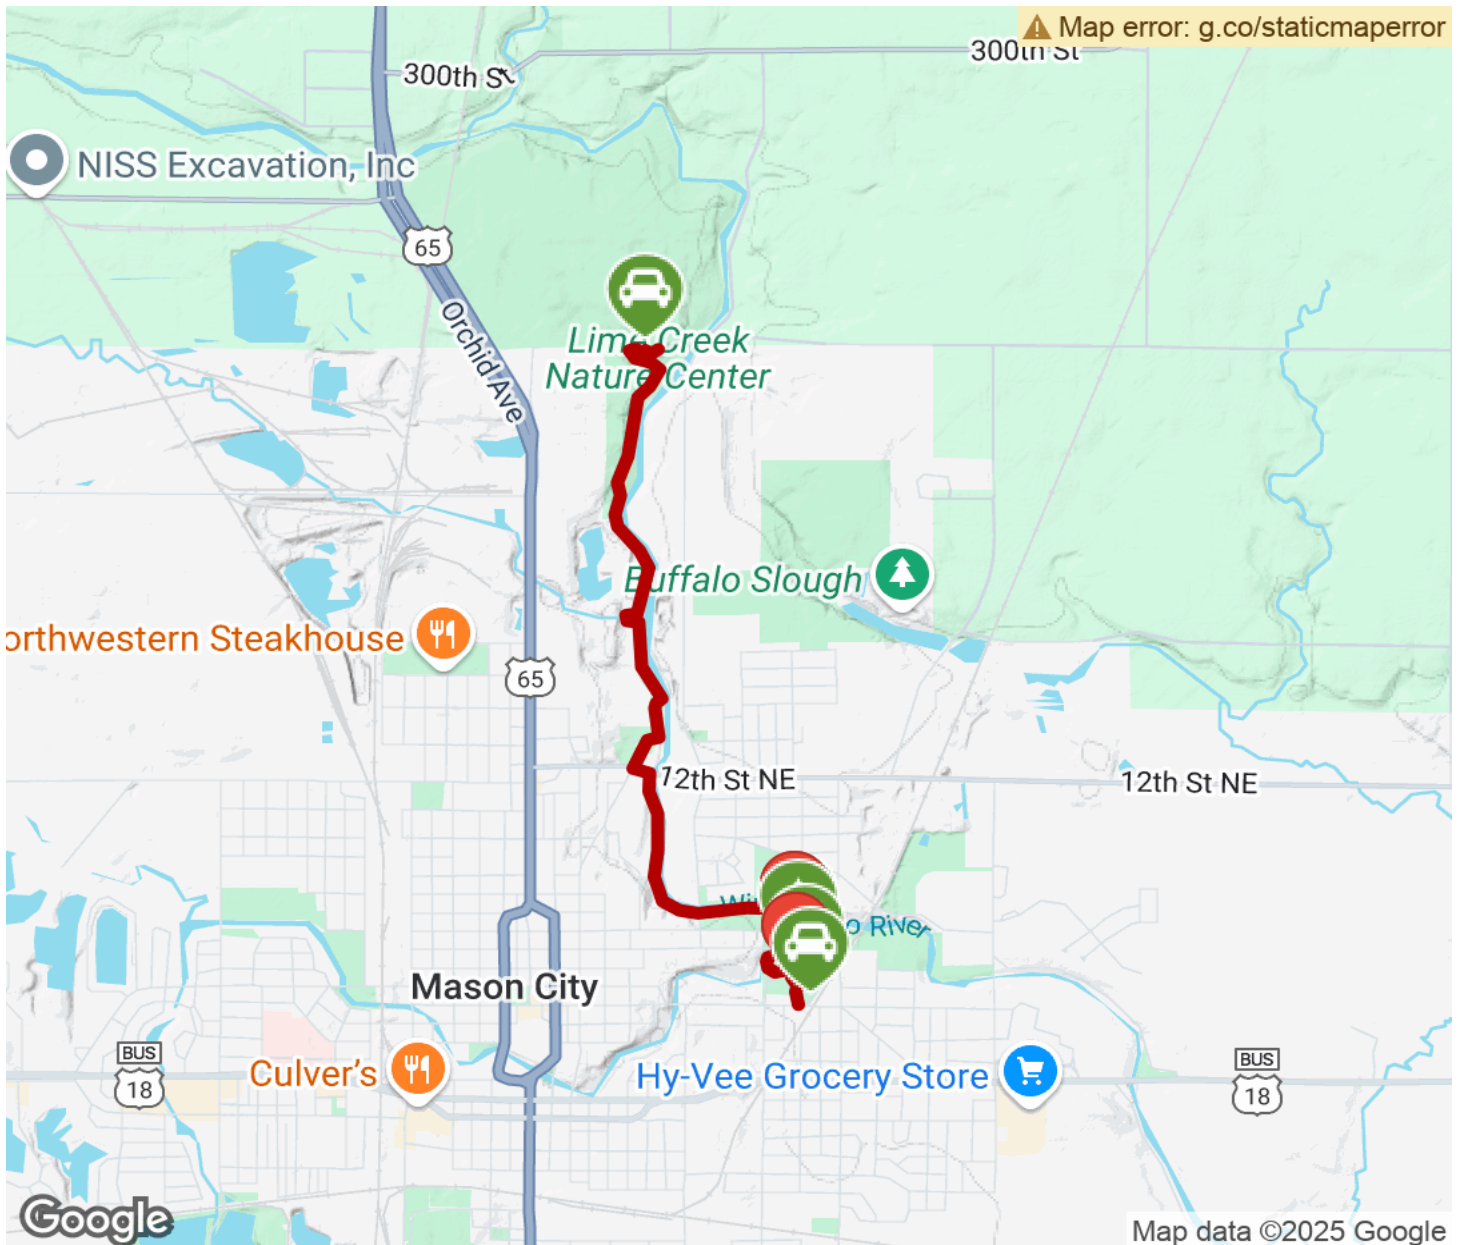 Map error: g.co/staticmaperror
300th St
300th St
NISS Excavation, Inc
65
Orchid Ave
Lime Creek
Nature Center
Buffalo Slough
orthwestern Steakhouse
65
12th St NE
12th St NE
River
Mason City
BUS
18
Culver's
Hy-Vee Grocery Store
BUS
18
Google
Map data ©2025 Google